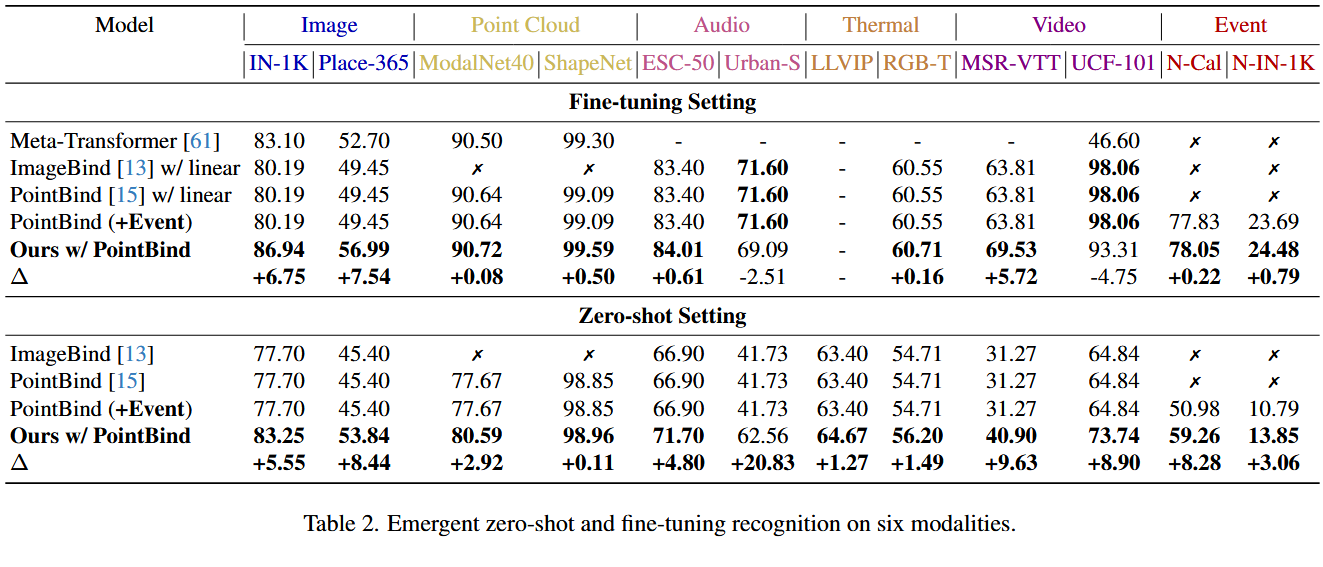 Model Image Point Cloud Audio Thermal Video Event
IN-1K Place-365 ModalNet40 ShapeNet ESC-50 Urban-S LLVIP RGB-T MSR-VTT UCF-101 N-Cal N-IN-1K
Fine-tuning Setting
Meta-Transformer [61] 83.10 52.70 90.50 99.30 - - - - - 46.60 ✗ ✗
ImageBind [13] w/ linear 80.19 49.45 ✗ ✗ 83.40 71.60 - 60.55 63.81 98.06 ✗ ✗
PointBind [15] w/ linear 80.19 49.45 90.64 99.09 83.40 71.60 - 60.55 63.81 98.06 ✗ ✗
PointBind (+Event) 80.19 49.45 90.64 99.09 83.40 71.60 - 60.55 63.81 98.06 77.83 23.69
Ours w/ PointBind 86.94 56.99 90.72 99.59 84.01 69.09 - 60.71 69.53 93.31 78.05 24.48
Δ +6.75 +7.54 +0.08 +0.50 +0.61 -2.51 - +0.16 +5.72 -4.75 +0.22 +0.79
Zero-shot Setting
ImageBind [13] 77.70 45.40 ✗ ✗ 66.90 41.73 63.40 54.71 31.27 64.84 ✗ ✗
PointBind [15] 77.70 45.40 77.67 98.85 66.90 41.73 63.40 54.71 31.27 64.84 ✗ ✗
PointBind (+Event) 77.70 45.40 77.67 98.85 66.90 41.73 63.40 54.71 31.27 64.84 50.98 10.79
Ours w/ PointBind 83.25 53.84 80.59 98.96 71.70 62.56 64.67 56.20 40.90 73.74 59.26 13.85
Δ +5.55 +8.44 +2.92 +0.11 +4.80 +20.83 +1.27 +1.49 +9.63 +8.90 +8.28 +3.06
Table 2. Emergent zero-shot and fine-tuning recognition on six modalities.